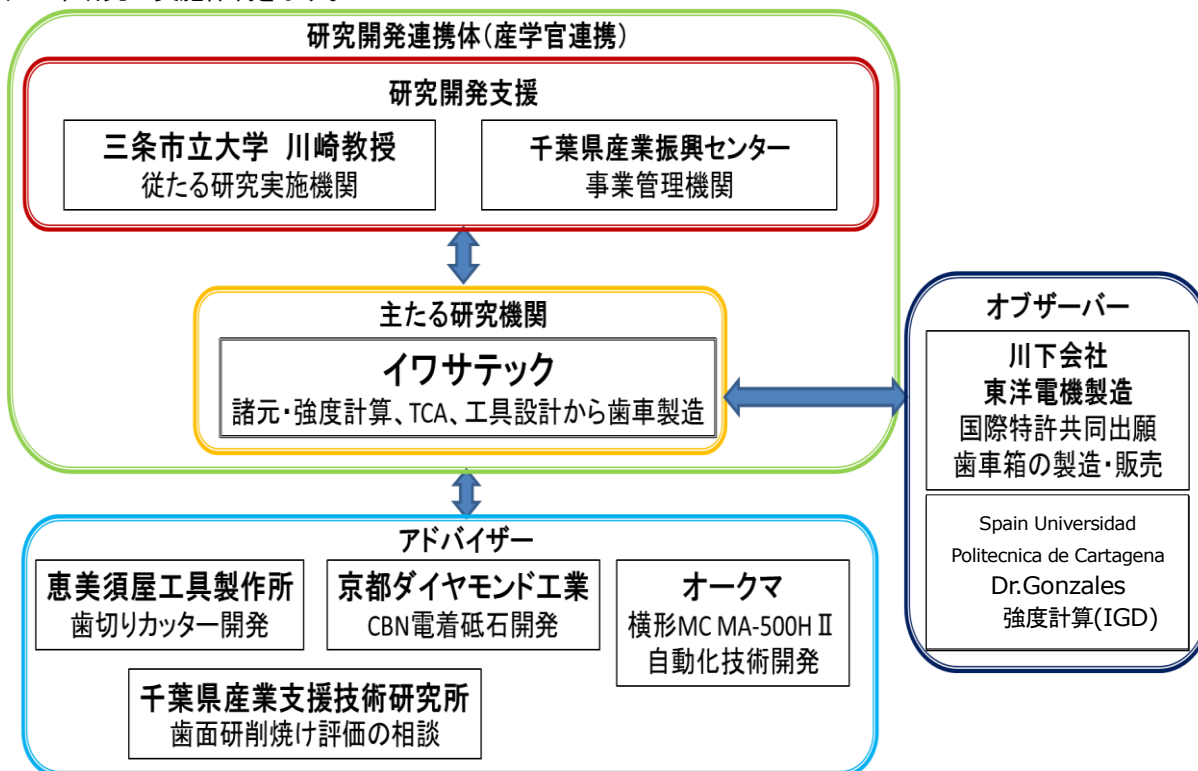 研究開発連携体(産学官連携)
研究開発支援
三条市立大学 川崎教授
従たる研究実施機関
千葉県産業振興センター
事業管理機関
主たる研究機関
イワサテック
諸元・強度計算、TCA、工具設計から歯車製造
オブザーバー
川下会社
東洋電機製造
国際特許共同出願
歯車箱の製造・販売
Spain Universidad
Politecnica de Cartagena
Dr.Gonzales
強度計算(IGD)
アドバイザー
恵美須屋工具製作所
歯切りカッター開発
京都ダイヤモンド工業
CBN電着砥石開発
オークマ
横形MC MA-500HⅡ
自動化技術開発
千葉県産業支援技術研究所
歯面研削焼け評価の相談